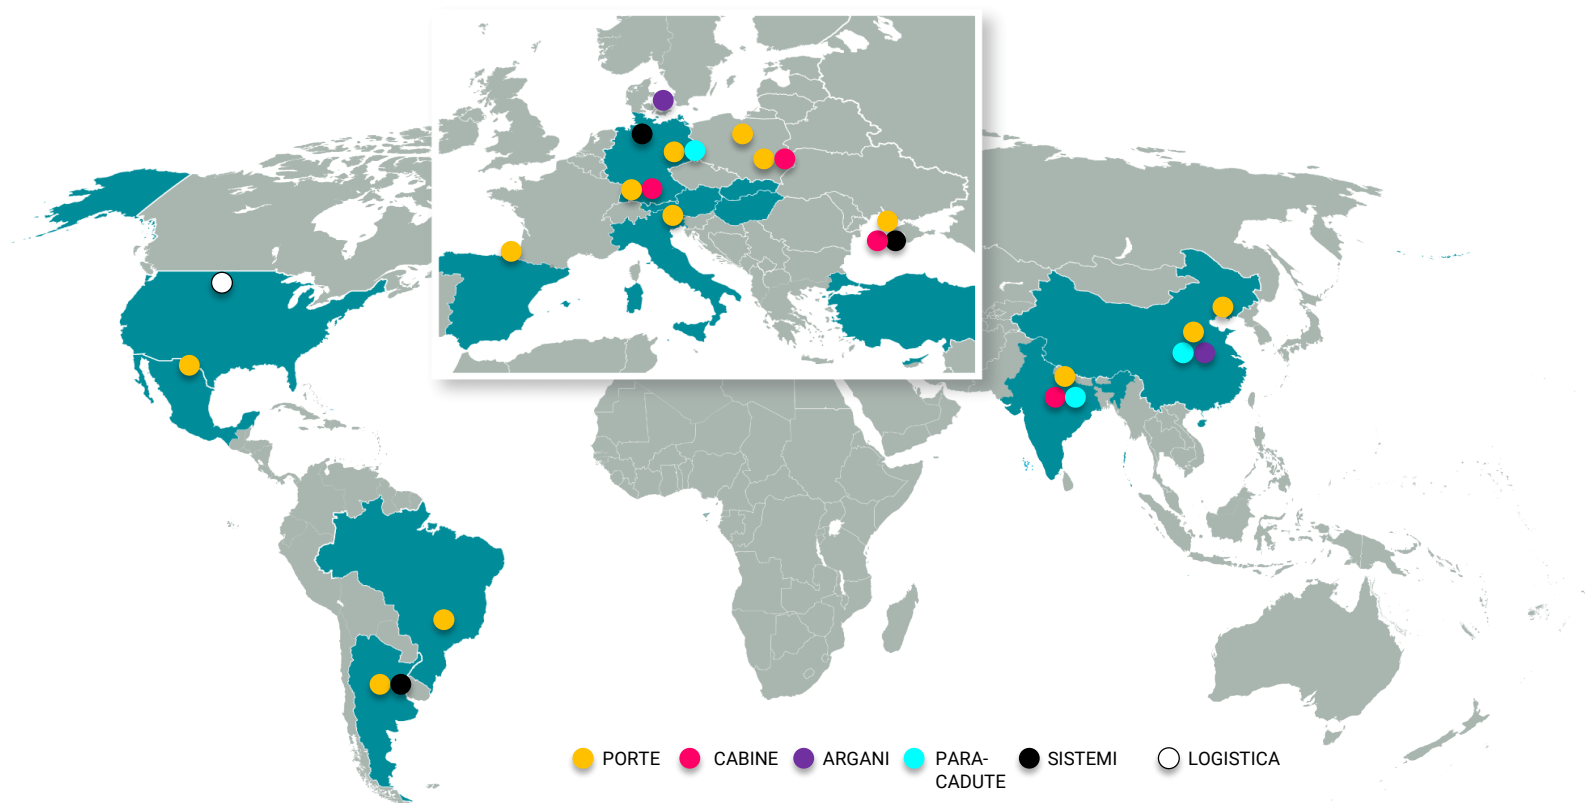 PORTE
CABINE
ARGANI
PARA-
CADUTE
SISTEMI
LOGISTICA